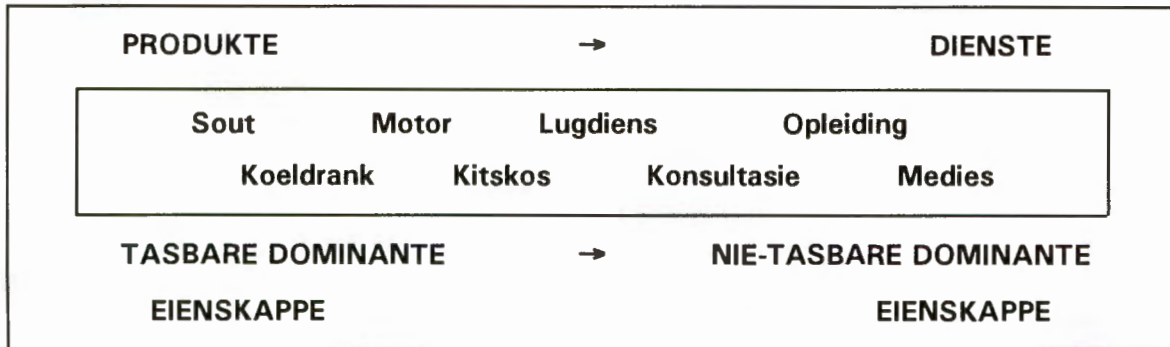 PRODUKTE → DIENSTE
Sout Motor Lugdiens Opleiding
Koeldrank Kitskos Konsultasie Medies
TASBARE DOMINANTE → NIE-TASBARE DOMINANTE
EIENSKAPPE EIENSKAPPE